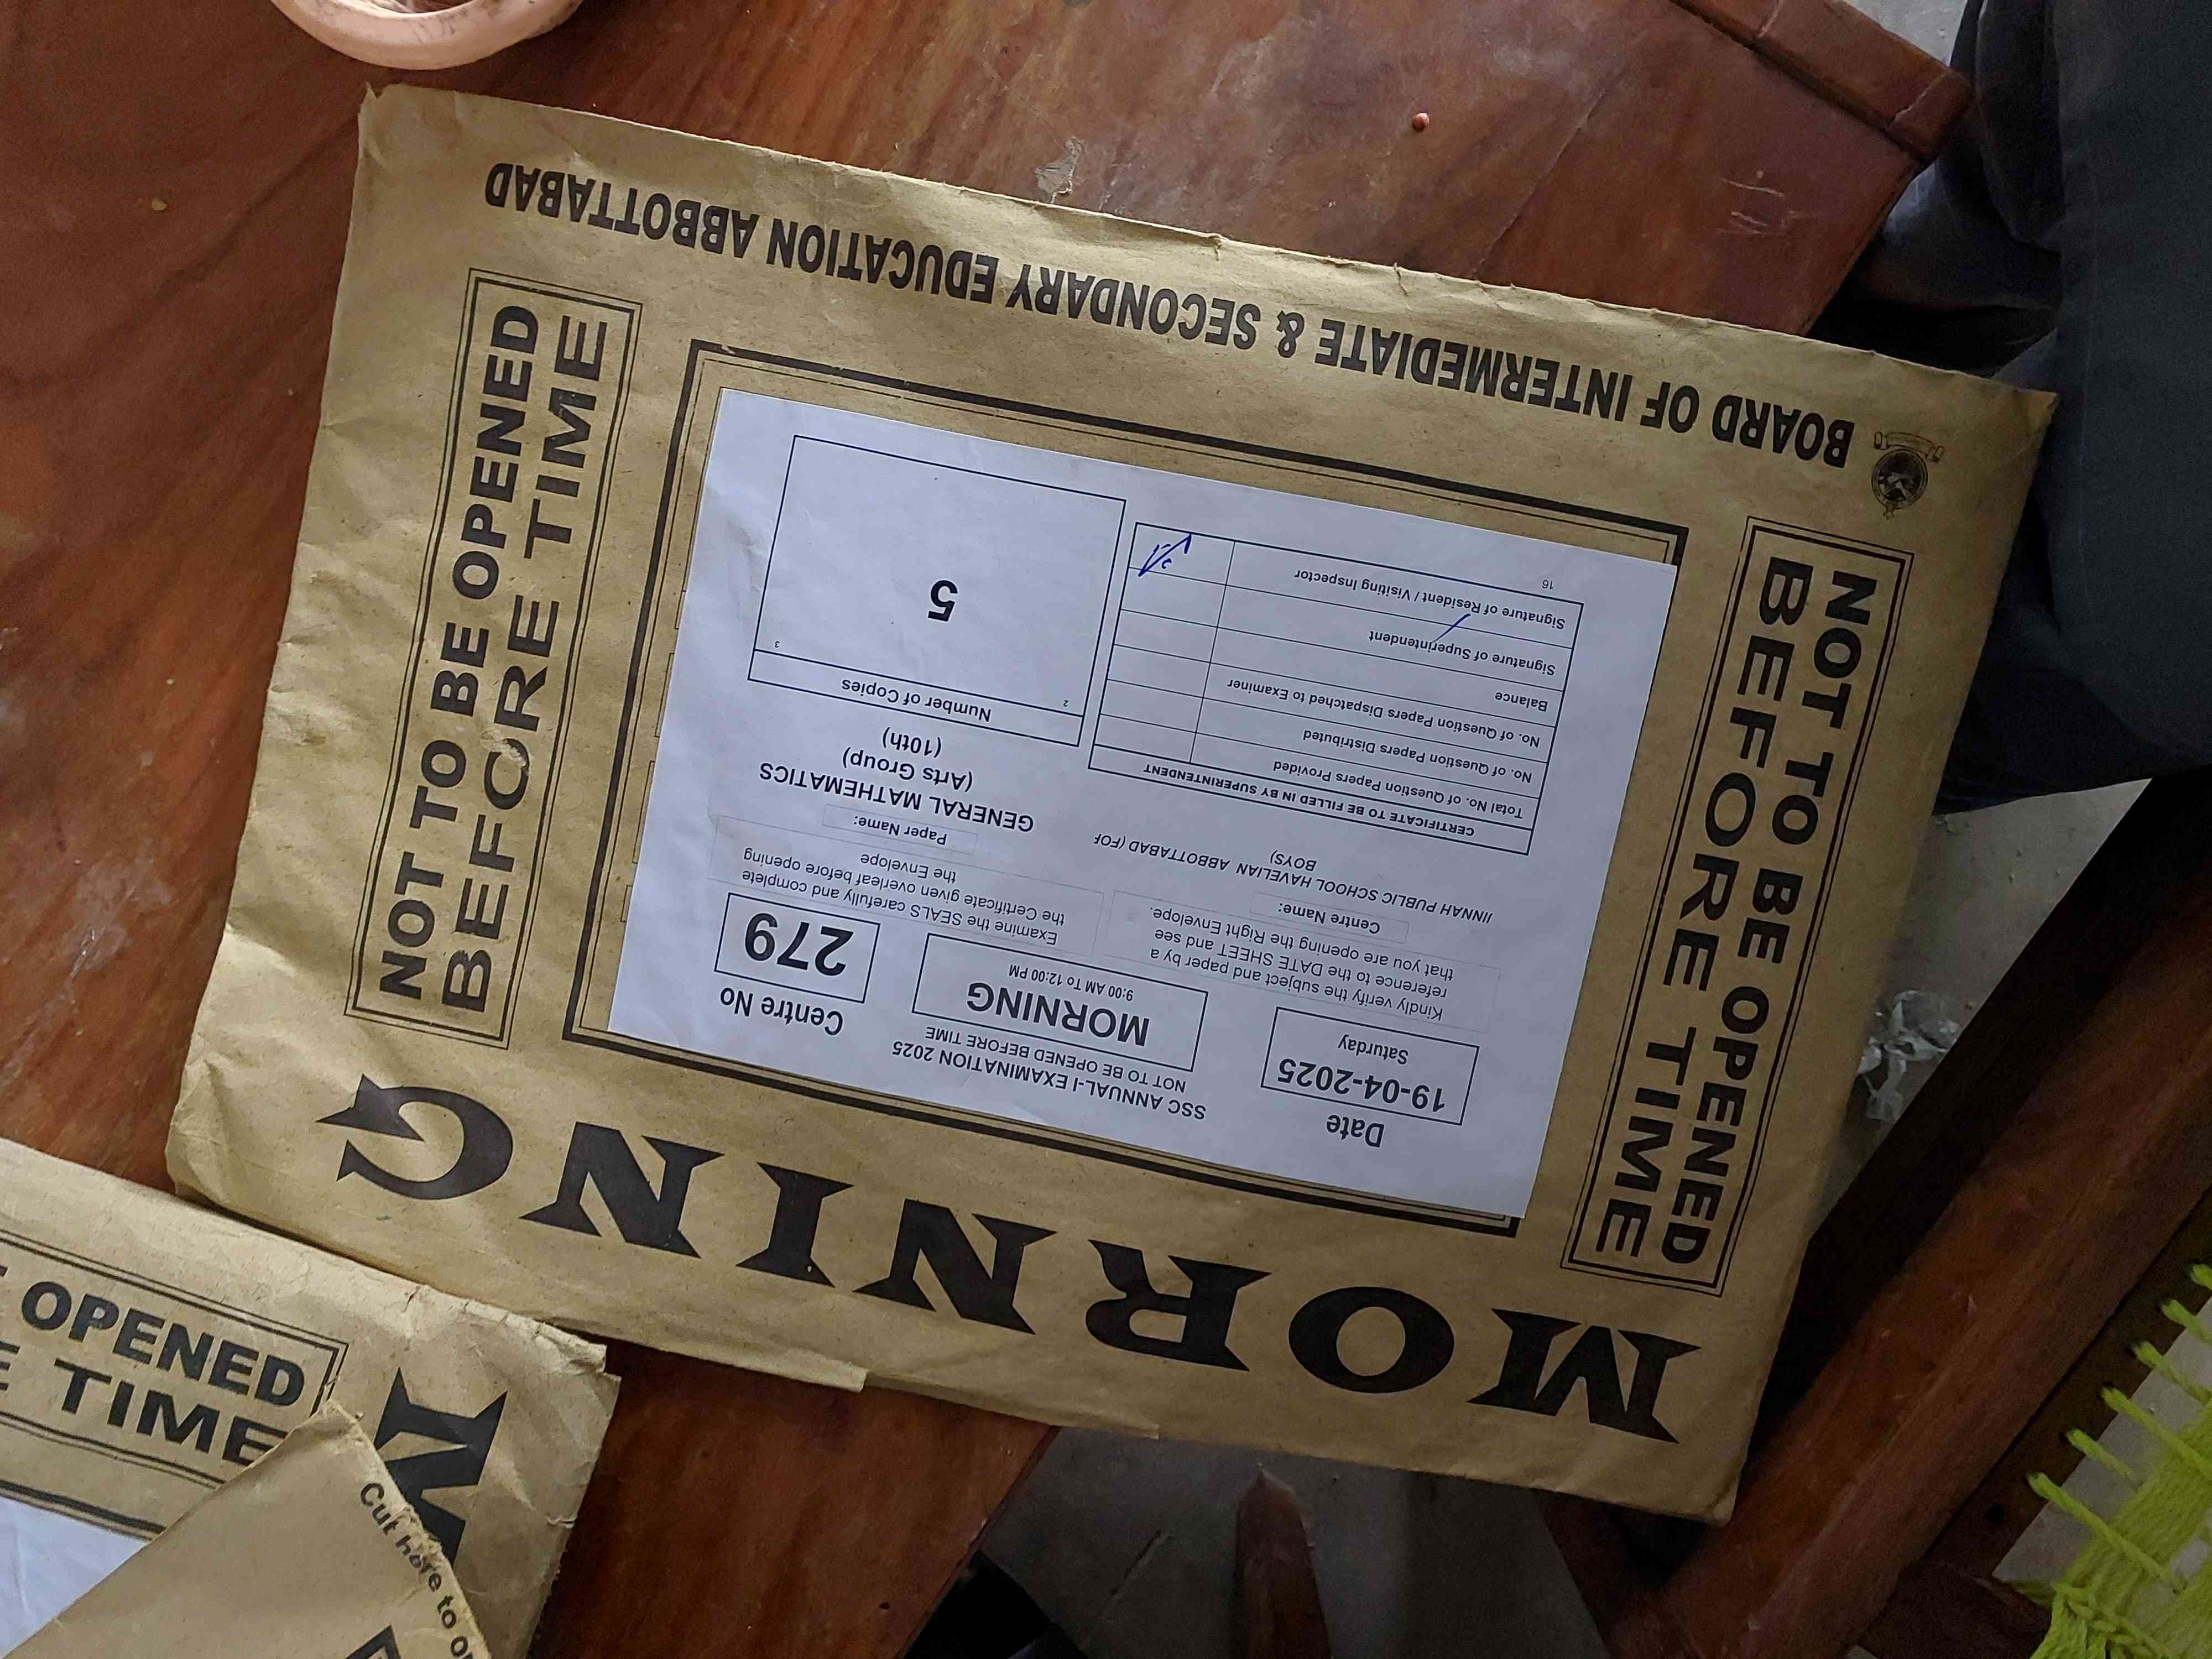 BOARD OF INTERMEDIATE & SECONDARY EDUCATION ABBOTTABAD
NOT TO BE OPENED
BEFORE TIME
NOT TO BE OPENED
BEFORE TIME
MORNING
SSC ANNUAL-I EXAMINATION 2025
NOT TO BE OPENED BEFORE TIME
Date
19-04-2025
Saturday
MORNING
9:00 AM To 12:00 PM
Centre No
279
Kindly verify the subject and paper by a
reference to the DATE SHEET and see
that you are opening the Right Envelope.
Examine the SEALS carefully and complete
the Certificate given overleaf before opening
the Envelope
Centre Name:
JINNAH PUBLIC SCHOOL HAVELIAN ABBOTTABAD (FOR
BOYS)
Paper Name:
GENERAL MATHEMATICS
(Arts Group)
(10th)
CERTIFICATE TO BE FILLED IN BY SUPERINTENDENT
Total No. of Question Papers Provided
No. of Question Papers Distributed
No. of Question Papers Dispatched to Examiner
Balance
Signature of Superintendent
Signature of Resident / Visiting Inspector
16
Number of Copies
2
3
5
OPENED
TIME
Cut here to